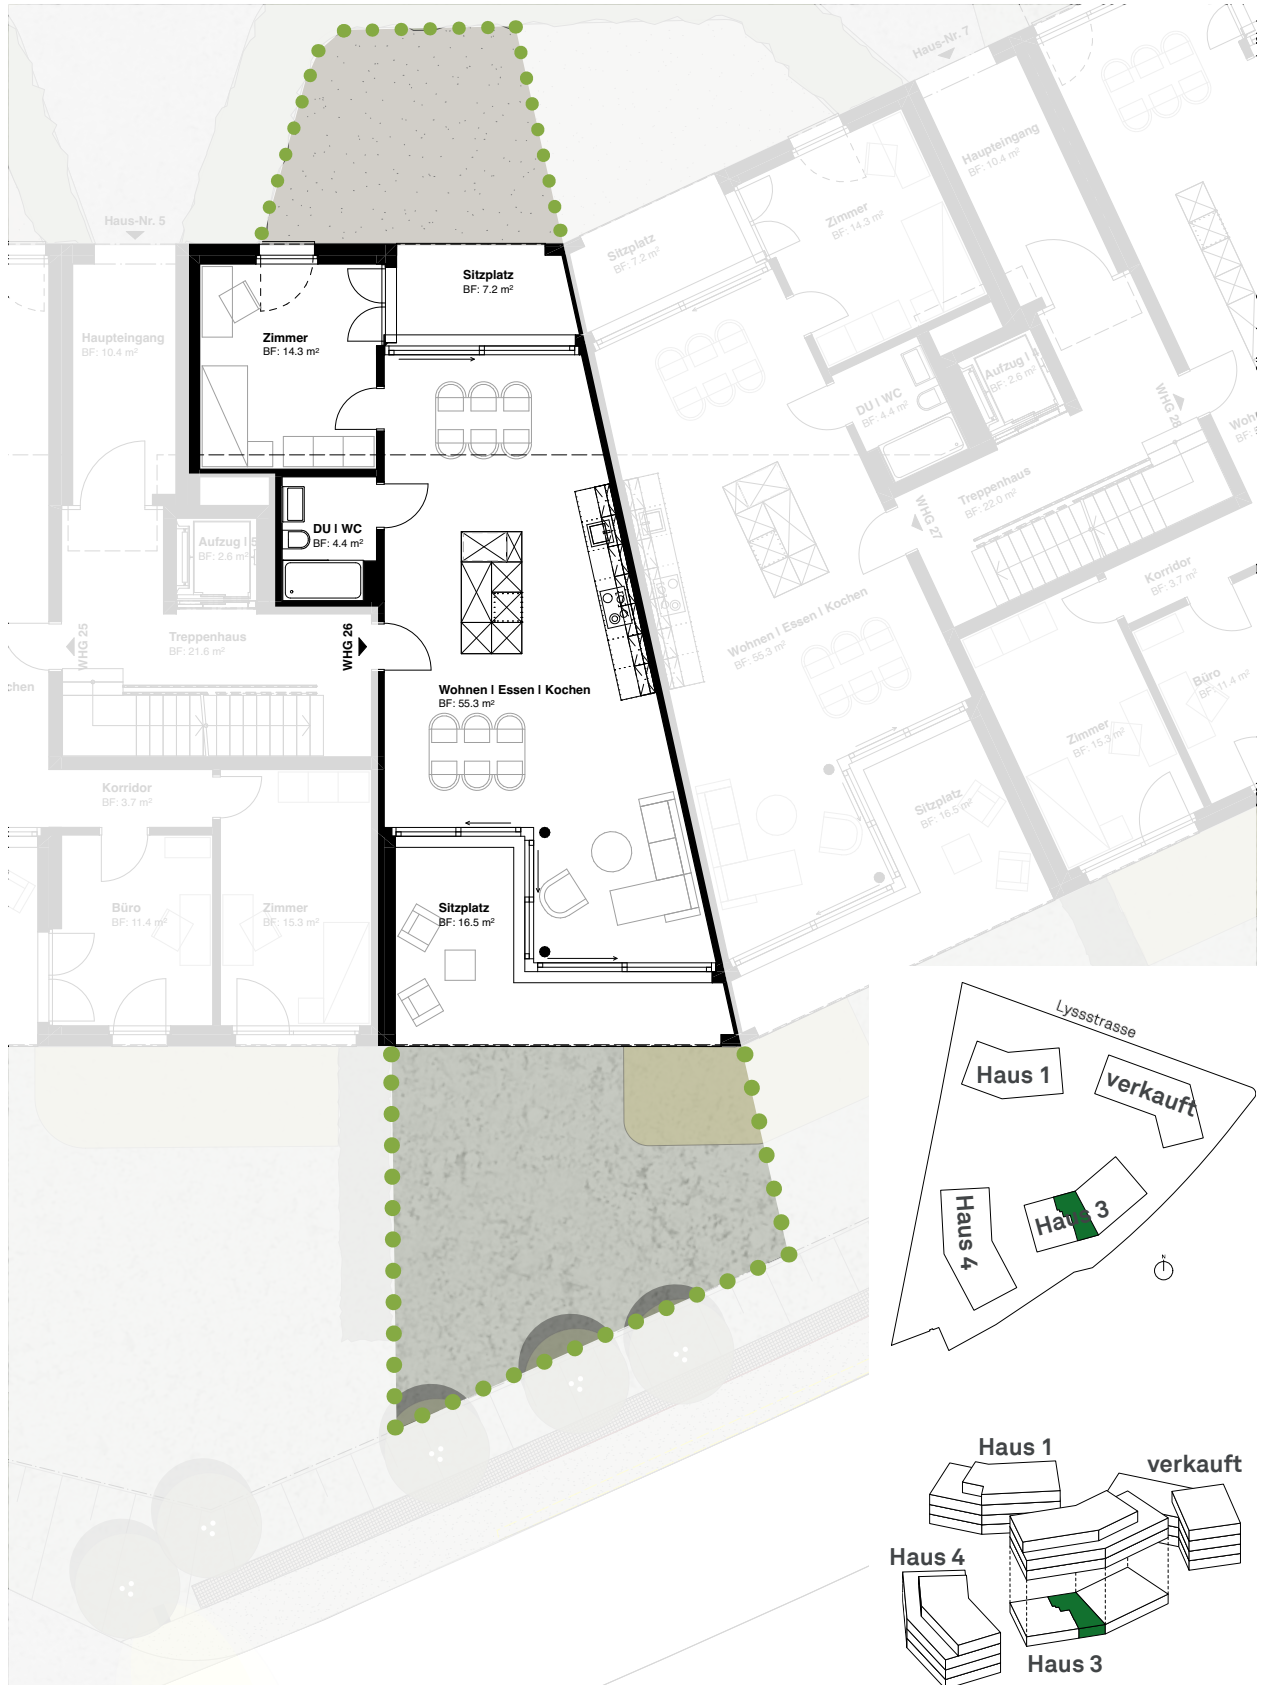 Haus-Nr. 7
Haupteingang
BF: 10.4 m²
Haus-Nr. 5
Zimmer
BF: 14.3 m²
Sitzplatz
BF: 7.2 m²
Sitzplatz
BF: 7.2 m²
Haupteingang
BF: 10.4 m²
Zimmer
BF: 14.3 m²
Aufzug I
BF: 2.6 m²
DU I WC
BF: 4.4 m²
WHG 28
BF: 5
DU I WC
BF: 4.4 m²
Aufzug I 5
BF: 2.6 m²
Treppenhaus
BF: 22.0 m²
WHG 27
Korridor
BF: 3.7 m²
WHG 25
Treppenhaus
BF: 21.6 m²
WHG 26
Wohnen I Essen I Kochen
BF: 55.3 m²
chen
Wohnen I Essen I Kochen
BF: 55.3 m²
Büro
BF: 11.4 m²
Zimmer
BF: 15.3 m²
Korridor
BF: 3.7 m²
Sitzplatz
BF: 16.5 m²
Büro
BF: 11.4 m²
Zimmer
BF: 15.3 m²
Sitzplatz
BF: 16.5 m²
Lyssstrasse
Haus 1
verkauft
Haus 3
Haus 4
N
Haus 1
verkauft
Haus 4
Haus 3